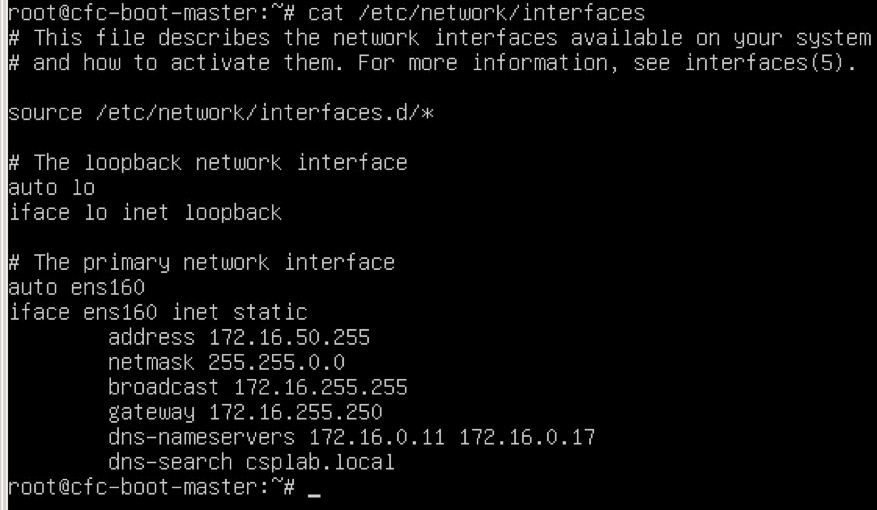 root@cfc-boot-master:~# cat /etc/network/interfaces
# This file describes the network interfaces available on your system
# and how to activate them. For more information, see interfaces(5).

source /etc/network/interfaces.d/*

# The loopback network interface
auto lo
iface lo inet loopback

# The primary network interface
auto ens160
iface ens160 inet static
        address 172.16.50.255
        netmask 255.255.0.0
        broadcast 172.16.255.255
        gateway 172.16.255.250
        dns-nameservers 172.16.0.11 172.16.0.17
        dns-search csplab.local
root@cfc-boot-master:~# _